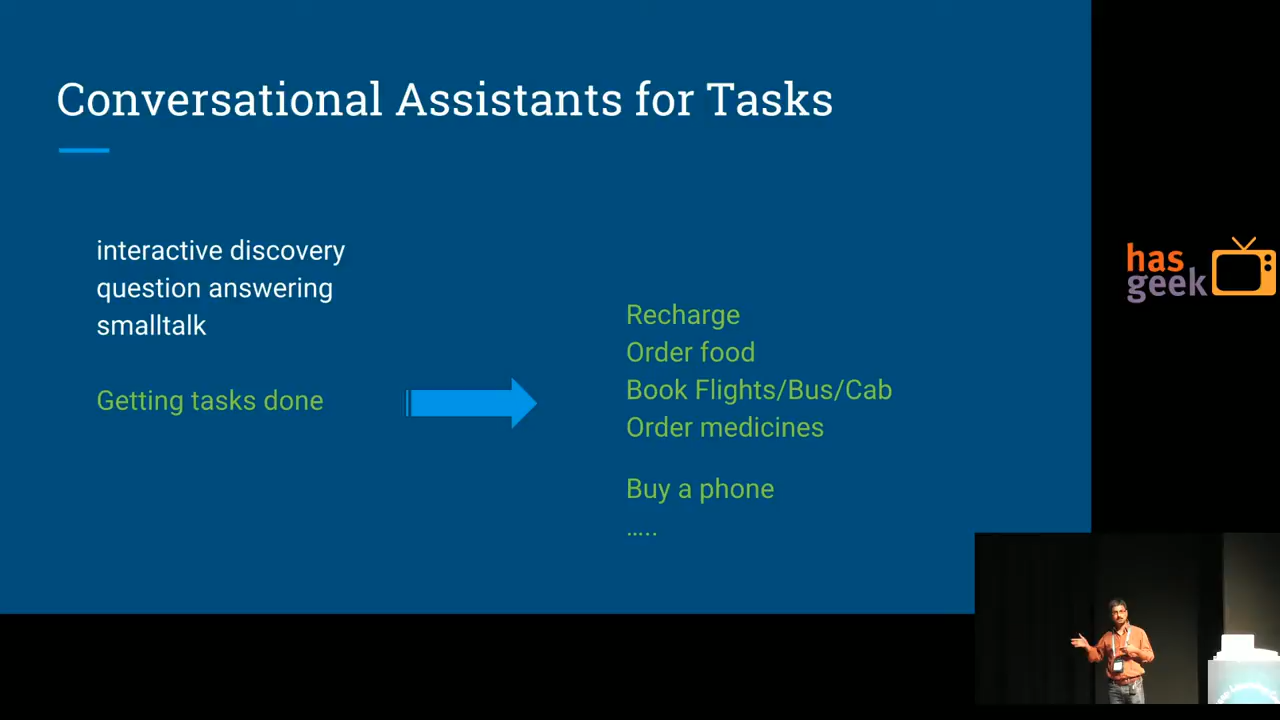 Conversational Assistants for Tasks
interactive discovery
question answering
smalltalk
Getting tasks done
Recharge
Order food
Book Flights/Bus/Cab
Order medicines
Buy a phone
.....
has
geek